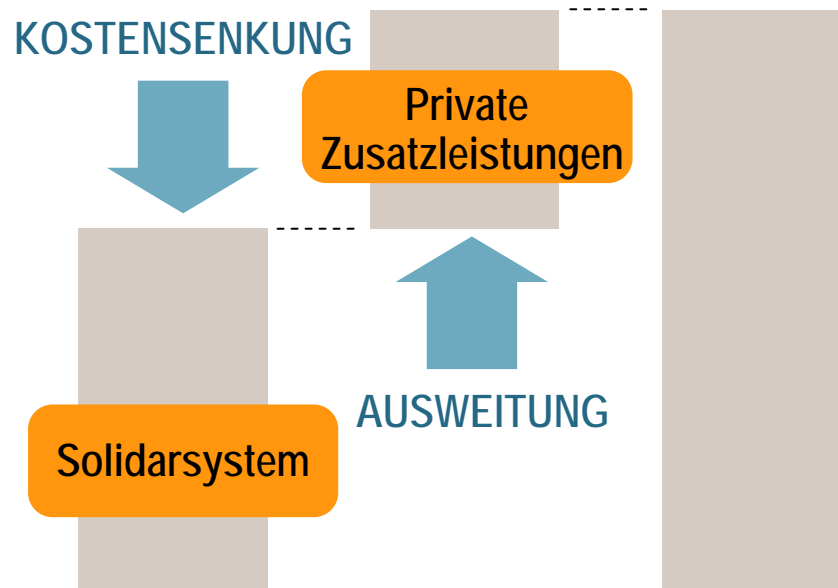 KOSTENSENKUNG
Private
Zusatzleistungen
AUSWEITUNG
Solidarsystem